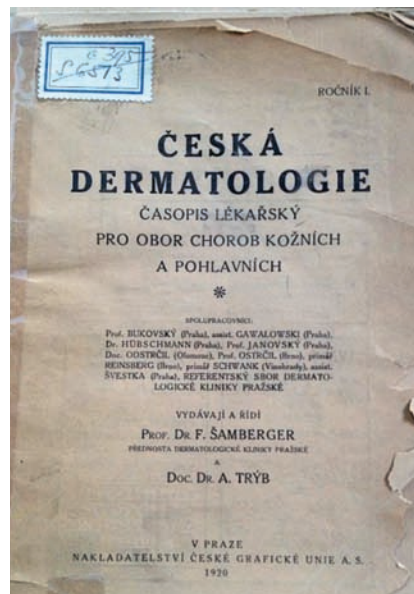 ROČNÍK I.
ČESKÁ
DERMATOLOGIE
ČASOPIS LÉKAŘSKÝ
PRO OBOR CHOROB KOŽNÍCH
A POHLAVNÍCH
SPOLUPRACOVNÍCI:
Prof. BUKOVSKÝ (Praha), assist. GAWALOWSKI (Praha),
Dr. HÜBSCHMANN (Praha), Prof. JANOVSKÝ (Praha),
Doc. ODSTRČIL (Olomouc), Prof. OSTRČIL (Brno), primář
REINSBERG (Brno), primář SCHWANK (Vinohrady), assist.
ŠVESTKA (Praha), REFERENTSKÝ SBOR DERMATO-
LOGICKÉ KLINIKY PRAŽSKÉ
VYDÁVAJÍ A ŘÍDÍ
PROF. DR. F. ŠAMBERGER
PŘEDNOSTA DERMATOLOGICKÉ KLINIKY PRAŽSKÉ
A
DOC. DR. A. TRÝB
V PRAZE
NAKLADATELSTVÍ ČESKÉ GRAFICKÉ UNIE A. S.
1920